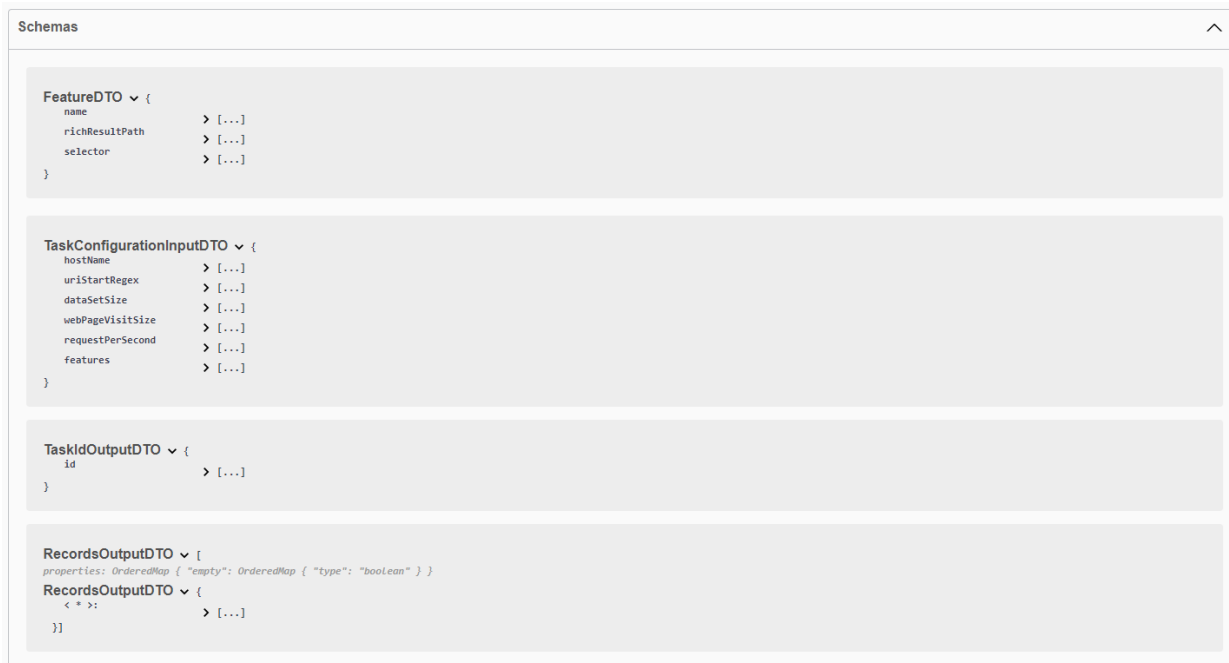 Schemas
FeatureDTO {
name [...]
richResultPath [...]
selector [...]
}
TaskConfigurationInputDTO {
hostName [...]
uriStartRegex [...]
dataSetSize [...]
webPageVisitSize [...]
requestPerSecond [...]
features [...]
}
TaskIdOutputDTO {
id [...]
}
RecordsOutputDTO [
properties: OrderedMap { "empty": OrderedMap { "type": "boolean" } }
RecordsOutputDTO {
< * >: [...]
}]